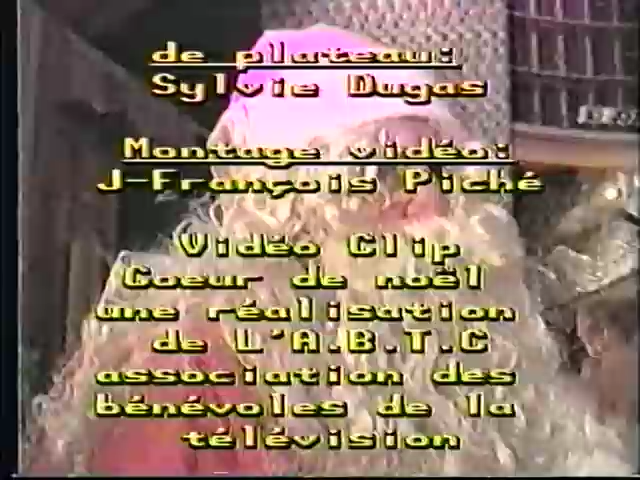 de plateau:
Sylvie Dugas
Montage vidéo:
J-François Piché
Vidéo Clip
Coeur de noël
une réalisation
de L'A.B.T.C
association des
bénévoles de la
télévision